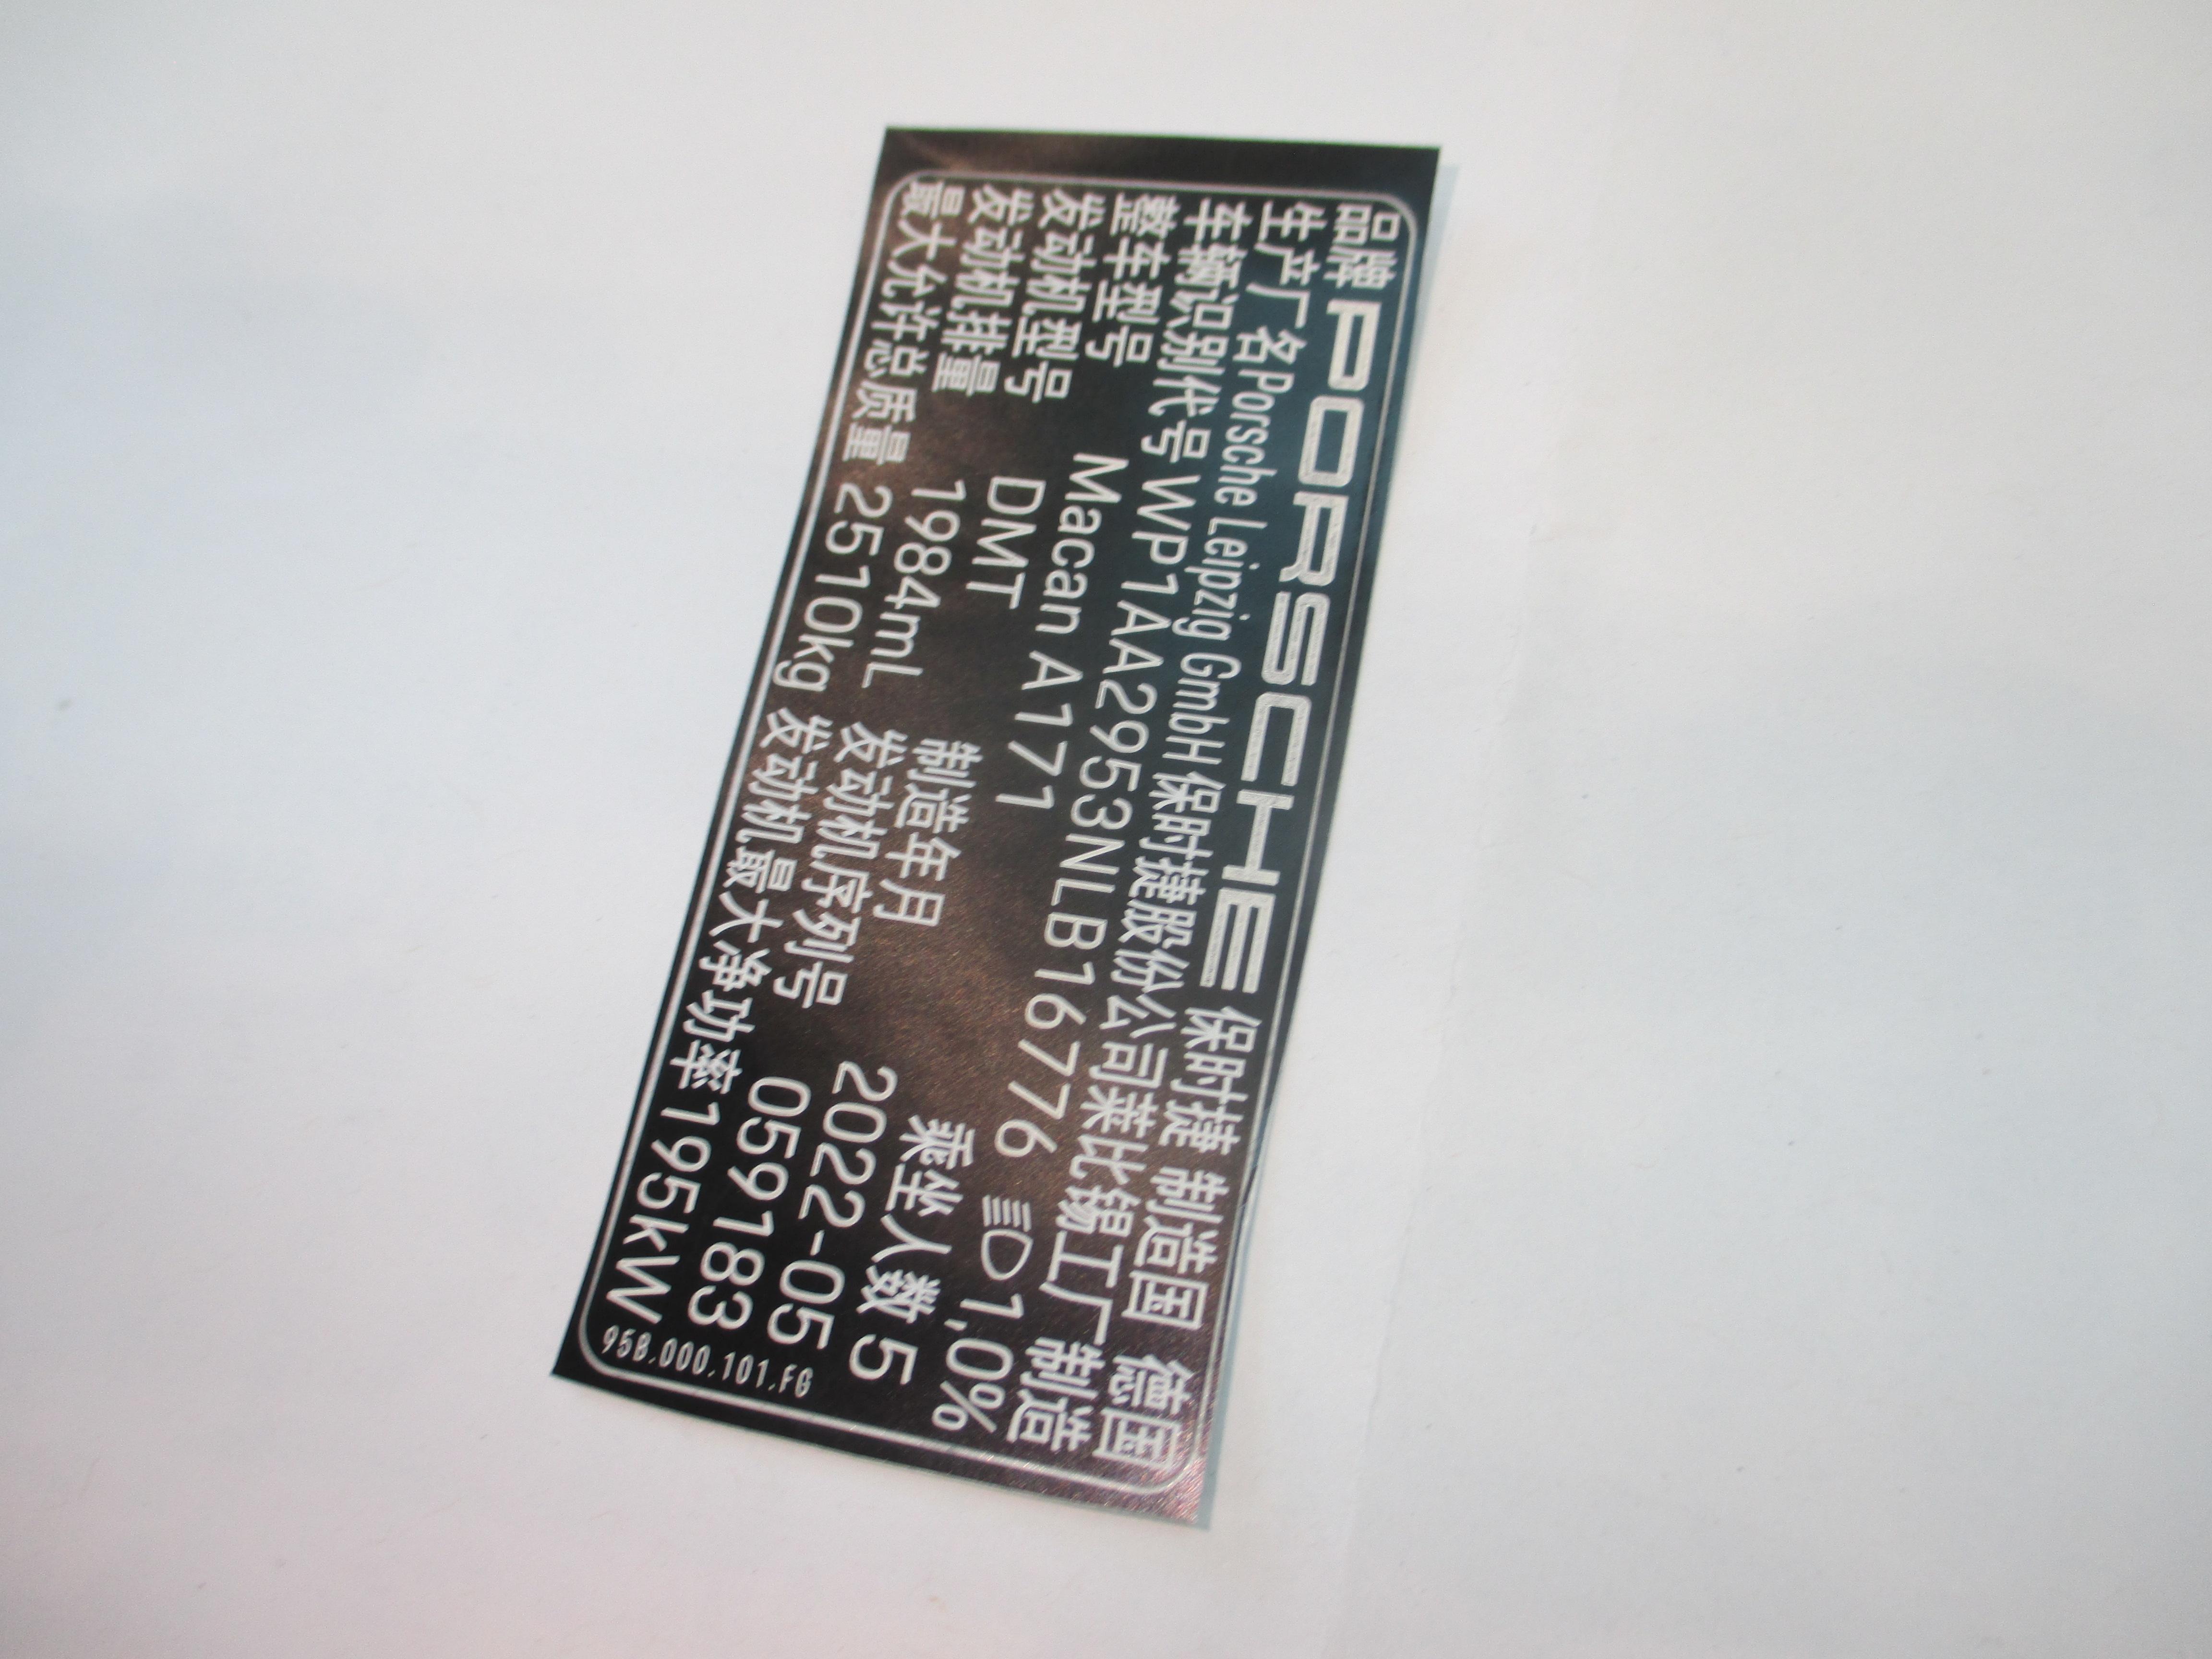 品牌 PORSCHE 保时捷 制造国 德国
生产厂名 Porsche Leipzig GmbH 保时捷股份公司莱比锡工厂制造
车辆识别代号 WP1AA2953NLB16776 1,0%
整车型号 Macan A171 乘坐人数 5
发动机型号 DMT 制造年月 2022-05
发动机排量 1984mL 发动机序列号 059183
最大允许总质量 2510kg 发动机最大净功率 195kW
95B.000.101.FG